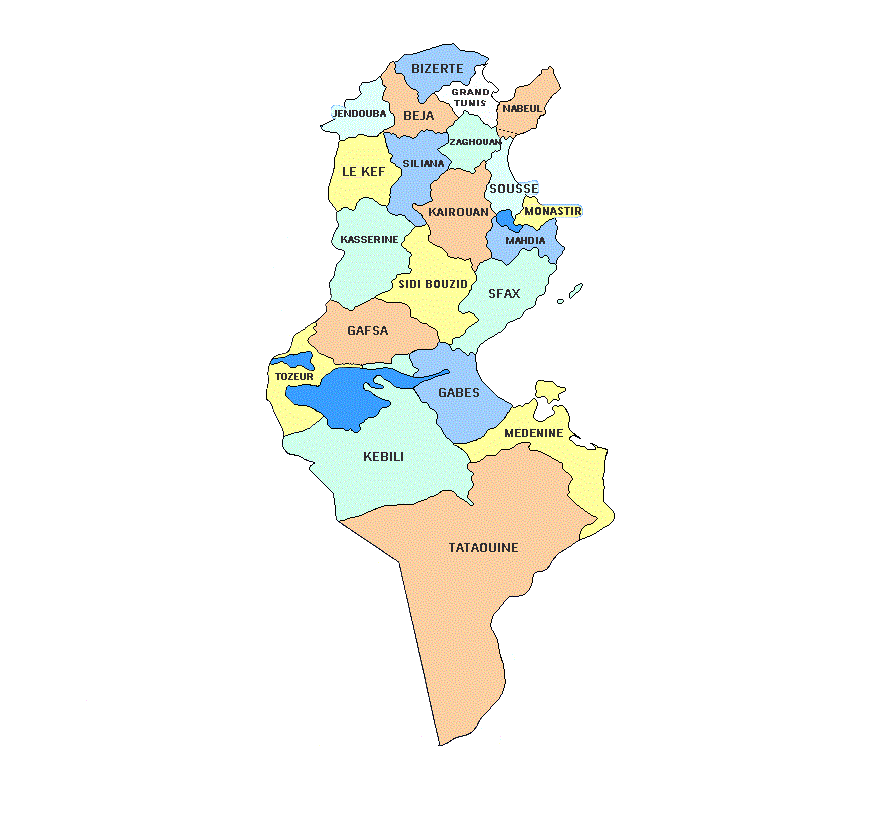 BIZERTE
GRAND
TUNIS
NABEUL
JENDOUBA
BEJA
ZAGHOUAN
SILIANA
LE KEF
SOUSSE
KAIROUAN
MONASTIR
KASSERINE
MAHDIA
SIDI BOUZID
SFAX
GAFSA
TOZEUR
GABES
MEDENINE
KEBILI
TATAOUINE